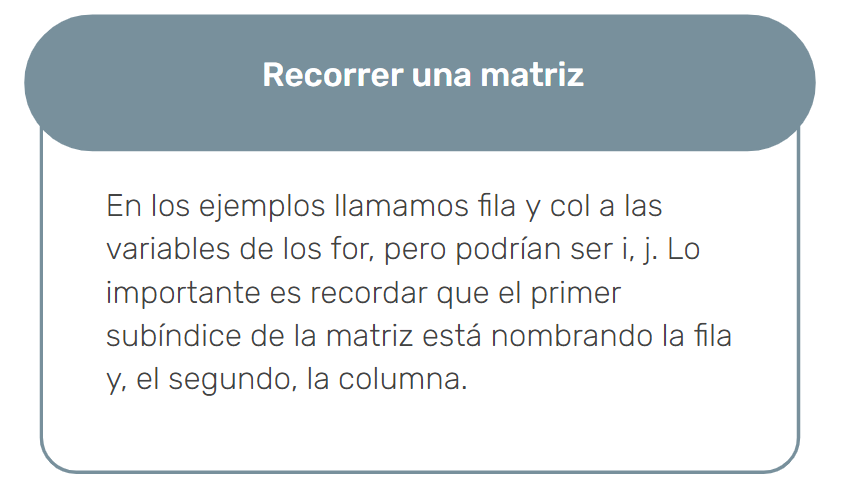 Recorrer una matriz
En los ejemplos llamamos fila y col a las
variables de los for, pero podrían ser i, j. Lo
importante es recordar que el primer
subíndice de la matriz está nombrando la fila
y, el segundo, la columna.